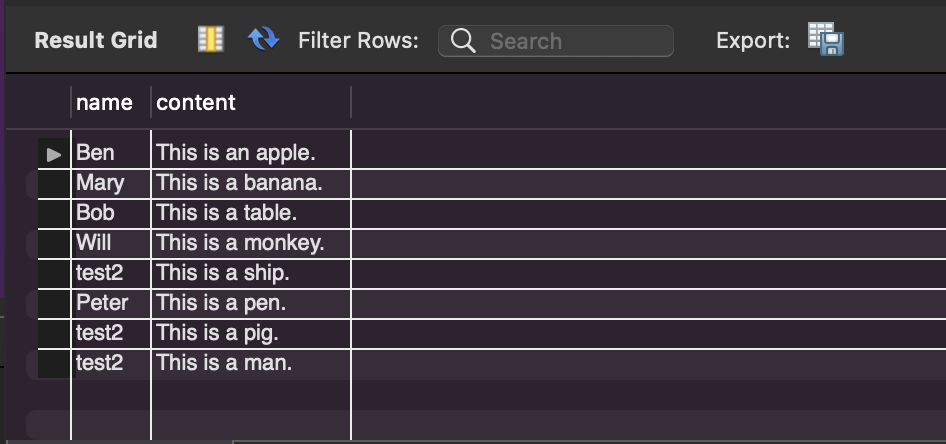 Result Grid Filter Rows: Search Export:
name content
Ben This is an apple.
Mary This is a banana.
Bob This is a table.
Will This is a monkey.
test2 This is a ship.
Peter This is a pen.
test2 This is a pig.
test2 This is a man.